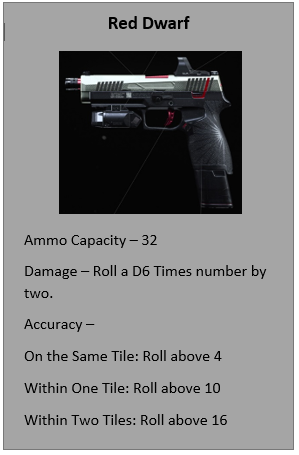 Red Dwarf
Ammo Capacity – 32
Damage – Roll a D6 Times number by
two.
Accuracy –
On the Same Tile: Roll above 4
Within One Tile: Roll above 10
Within Two Tiles: Roll above 16